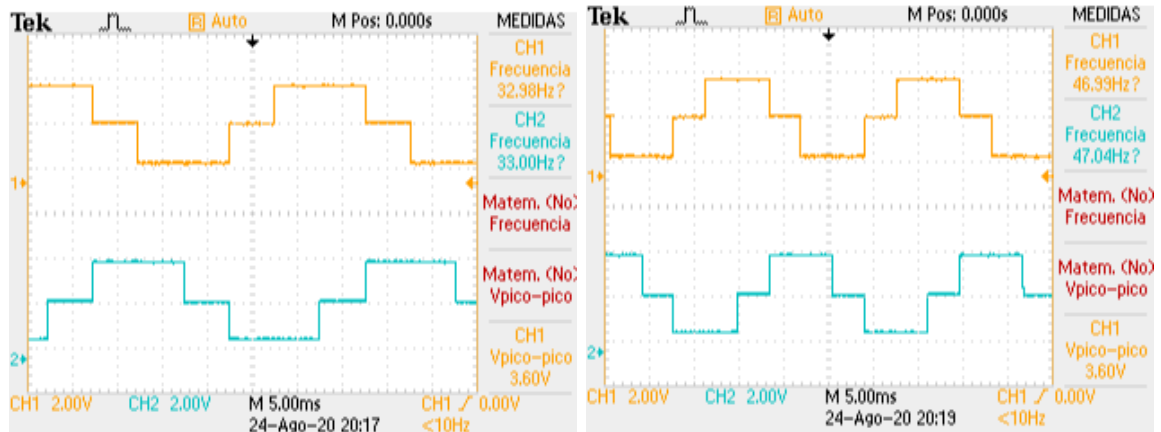 Tek Auto M Pos: 0.000s MEDIDAS
CH1
Frecuencia
32.98Hz?
CH2
Frecuencia
33.00Hz?
1
Matem. (No)
Frecuencia
Matem. (No)
Vpico-pico
2
CH1
Vpico-pico
3.60V
CH1 2.00V CH2 2.00V M 5.00ms CH1 0.00V
24-Ago-20 20:17 <10Hz
Tek R Auto M Pos: 0.000s MEDIDAS
CH1
Frecuencia
46.99Hz?
CH2
Frecuencia
47.04Hz?
1
Matem. (No)
Frecuencia
Matem. (No)
Vpico-pico
2
CH1
Vpico-pico
3.60V
CH1 2.00V CH2 2.00V M 5.00ms CH1 0.00V
24-Ago-20 20:19 <10Hz